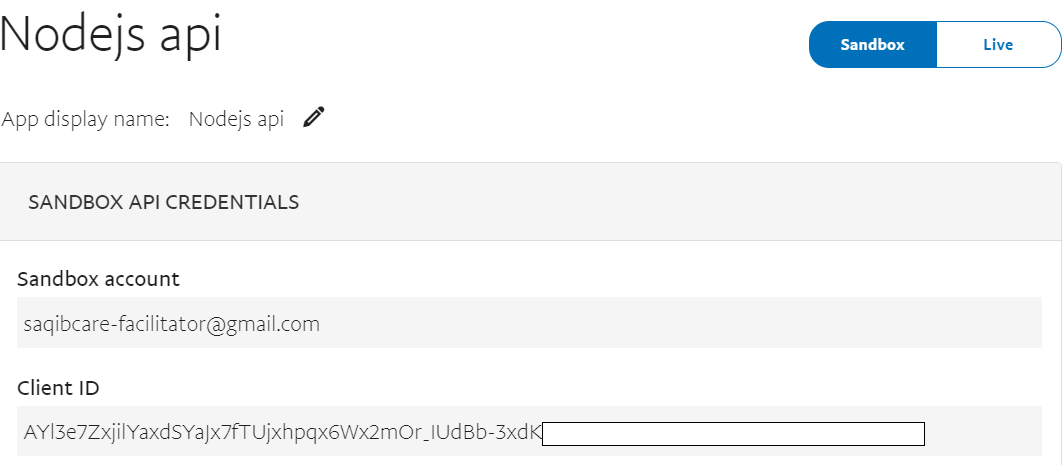 Nodejs api
Sandbox Live
App display name: Nodejs api
SANDBOX API CREDENTIALS
Sandbox account
saqibcare-facilitator@gmail.com
Client ID
AYl3e7ZxjilYaxdSYaJx7fTUjxhpqx6Wx2mOr_IUdBb-3xdK